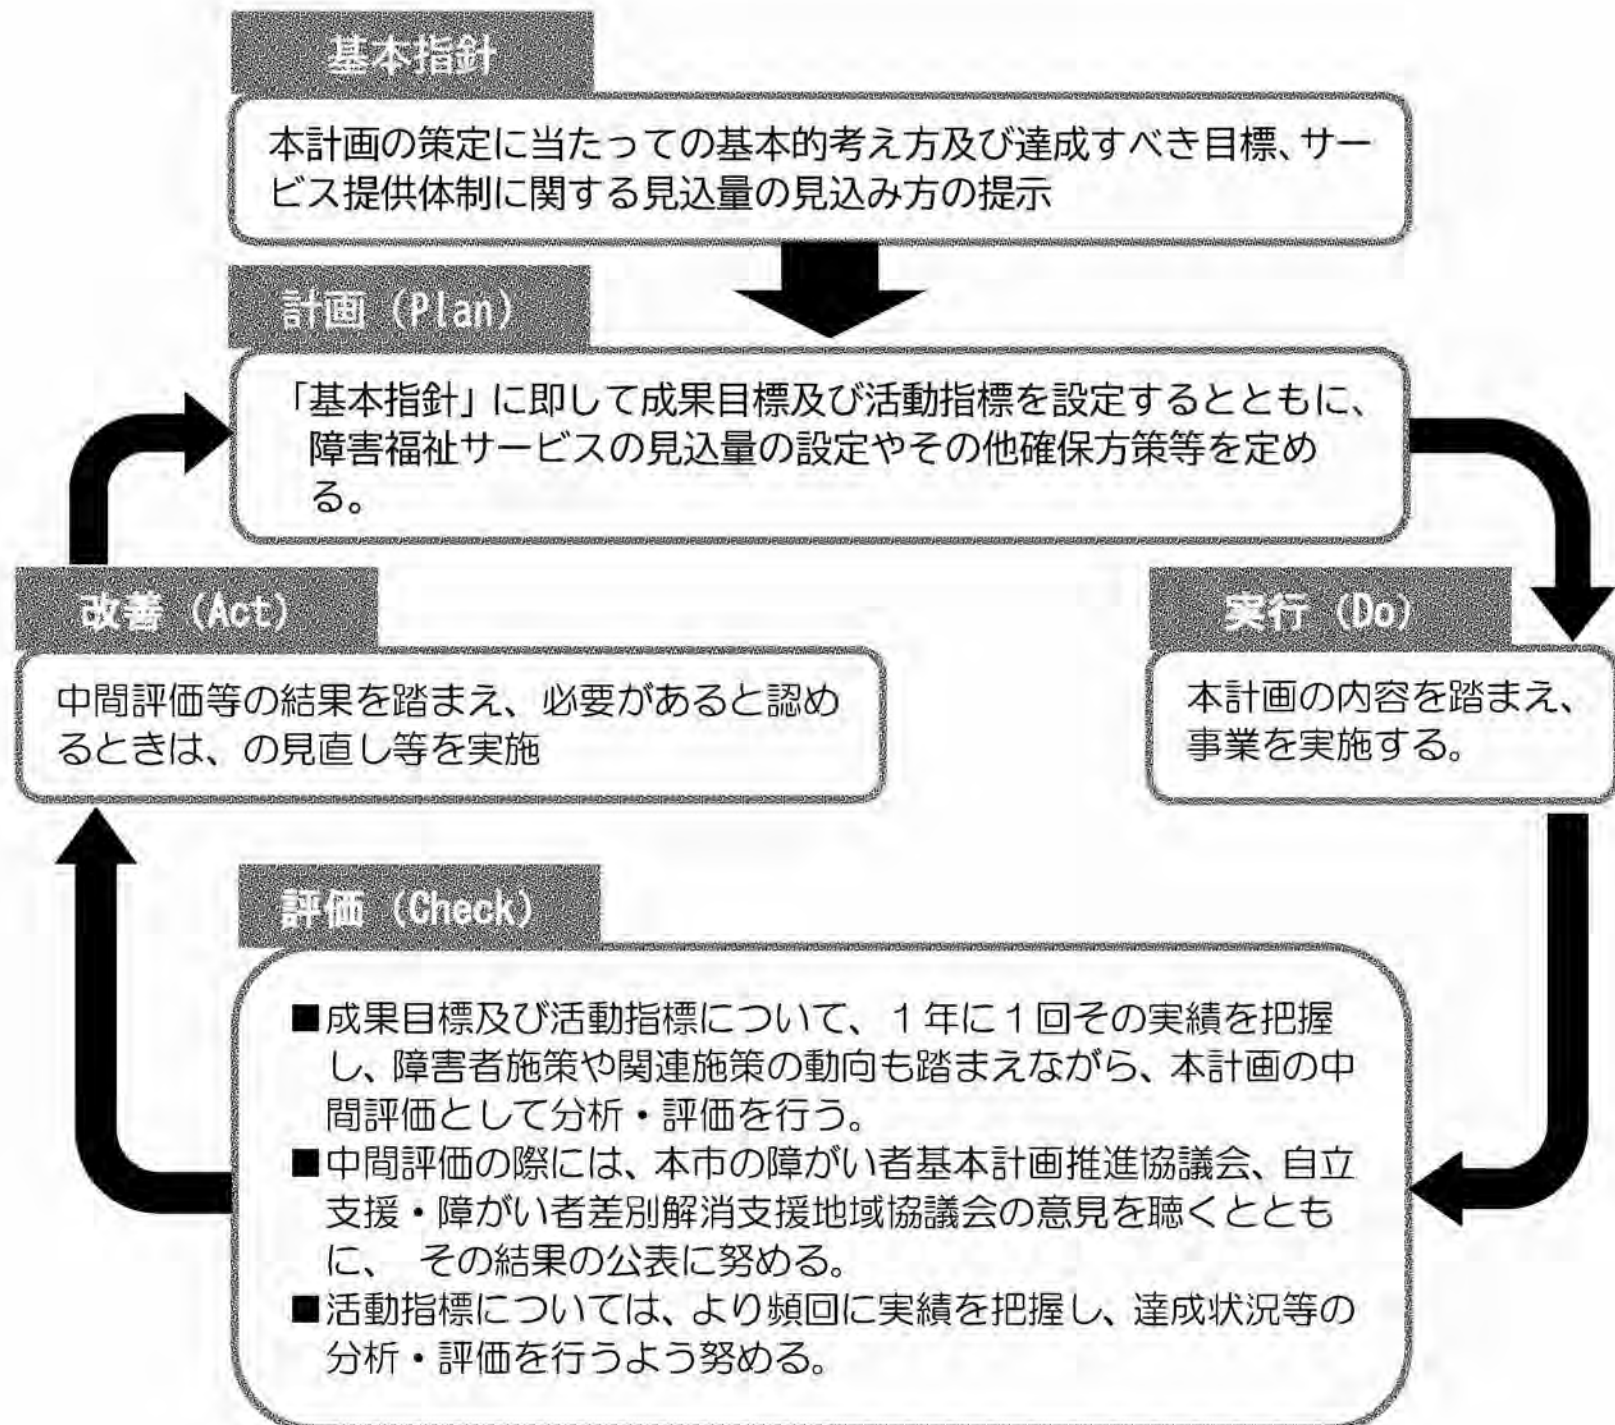 基本指針
本計画の策定に当たっての基本的考え方及び達成すべき目標、サー
ビス提供体制に関する見込量の見込み方の提示
計画（Plan）
「基本指針」に即して成果目標及び活動指標を設定するとともに、
障害福祉サービスの見込量の設定やその他確保方策等を定め
る。
実行（Do）
本計画の内容を踏まえ、
事業を実施する。
評価（Check）
■成果目標及び活動指標について、１年に１回その実績を把握
し、障害者施策や関連施策の動向も踏まえながら、本計画の中
間評価として分析・評価を行う。
■中間評価の際には、本市の障がい者基本計画推進協議会、自立
支援・障がい者差別解消支援地域協議会の意見を聴くととも
に、　その結果の公表に努める。
■活動指標については、より頻回に実績を把握し、達成状況等の
分析・評価を行うよう努める。
改善（Act）
中間評価等の結果を踏まえ、必要があると認め
るときは、の見直し等を実施